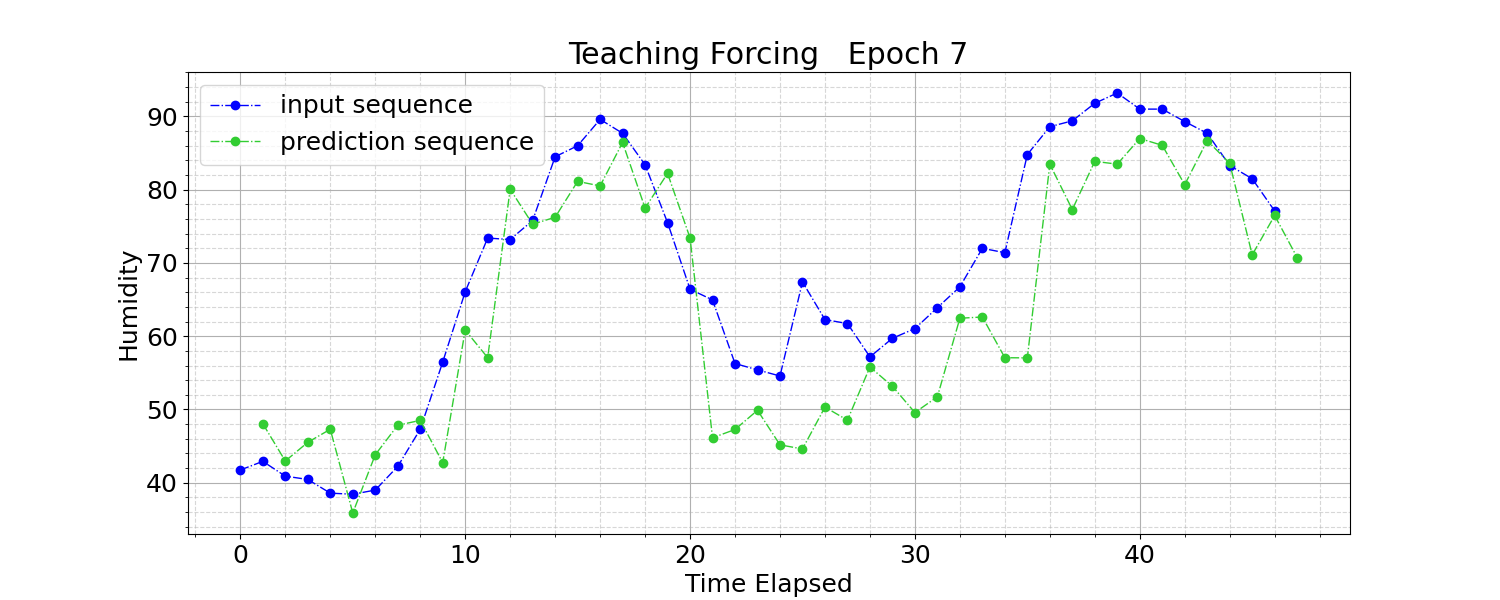 Teaching Forcing   Epoch 7
input sequence
prediction sequence
Humidity
90
80
70
60
50
40
0 10 20 30 40
Time Elapsed